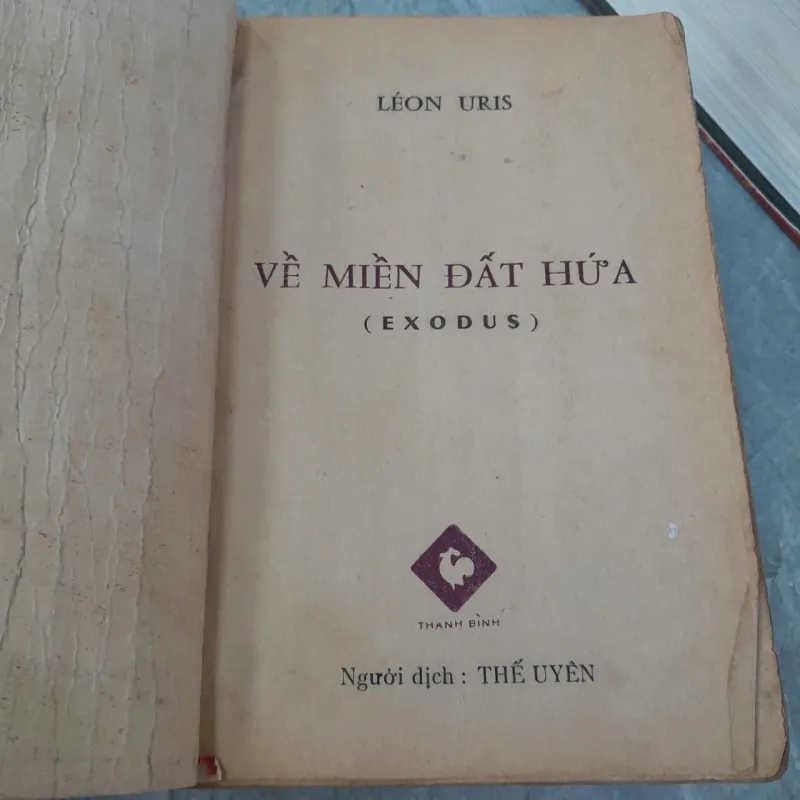 LÉON URIS
VỀ MIỀN ĐẤT HỨA
(EXODUS)
THANH BÌNH
Người dịch : THẾ UYÊN